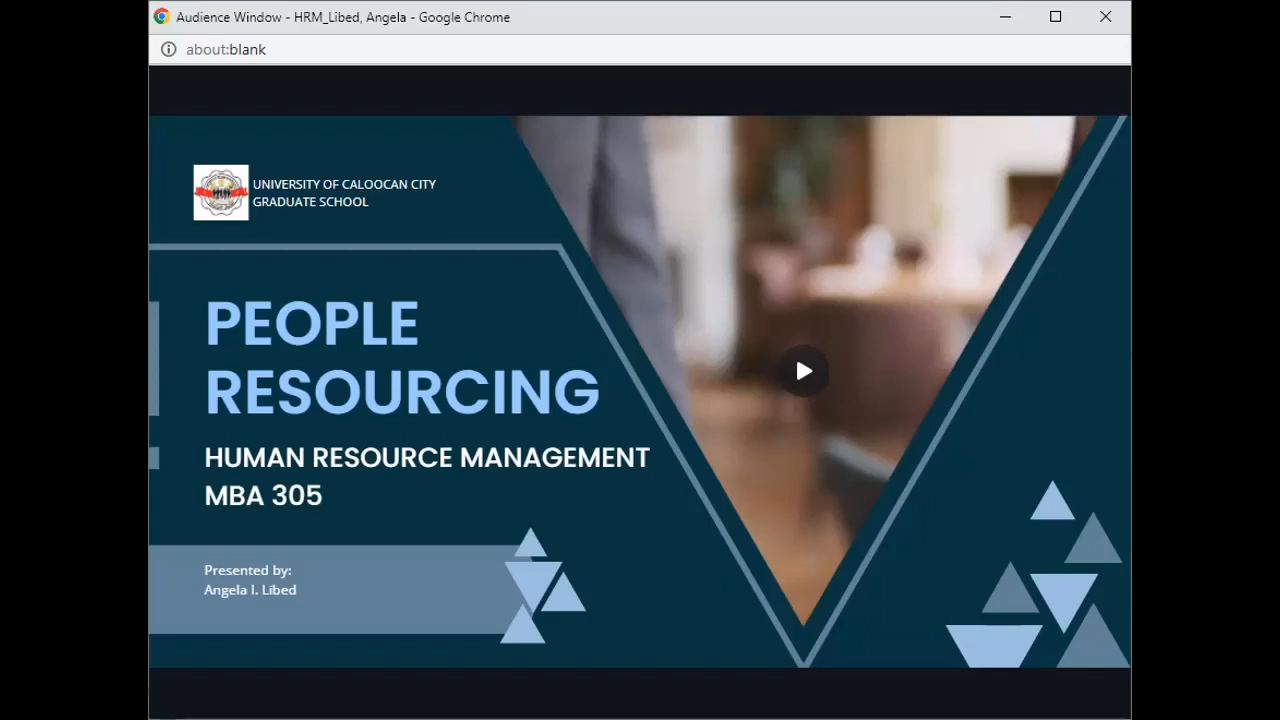 Audience Window - HRM_Libed, Angela - Google Chrome
about:blank
UNIVERSITY OF CALOOCAN CITY
GRADUATE SCHOOL
PEOPLE
RESOURCING
HUMAN RESOURCE MANAGEMENT
MBA 305
Presented by:
Angela I. Libed